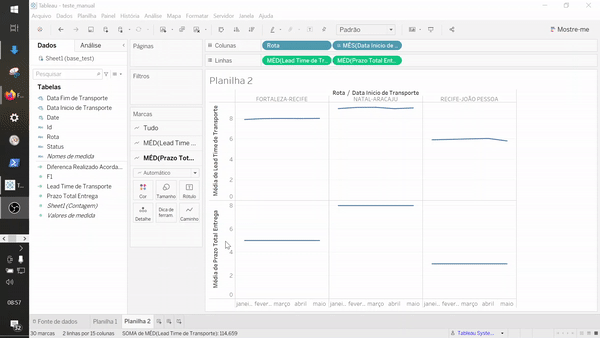 Tableau - teste_manual
Arquivo Dados Planilha Painel História Análise Mapa Formatar Servidor Janela Ajuda
Padrão
Mostre-me
Dados Análise
Sheet1 (base_test)
Pesquisar
Tabelas
Data Fim de Transporte
Data Inicio de Transporte
Date
Id
Rota
Status
Nomes de medida
Diferenca Realizado Acorda...
F1
Lead Time de Transporte
Prazo Total Entrega
Sheet1 (Contagem)
Valores de medida
Páginas
Filtros
Marcas
Tudo
MÉD(Lead Time ...
MÉD(Prazo Tot...
Automático
Cor Tamanho Rótulo
Detalhe Dica de ferram. Caminho
Colunas Rota MÊS(Data Inicio de ...
Linhas MÉD(Lead Time de Tr... MÉD(Prazo Total Ent...
Planilha 2
Rota / Data Inicio de Transporte
FORTALEZA-RECIFE NATAL-ARACAJU RECIFE-JOÃO PESSOA
Média de Lead Time de Transporte
8
6
4
2
0
Média de Prazo Total Entrega
8
6
4
2
0
janei... fever... março abril maio janei... fever... março abril maio janei... fever... março abril maio
Fonte de dados Planilha 1 Planilha 2
30 marcas 2 linhas por 15 colunas SOMA de MÉD(Lead Time de Transporte): 114,659
Tableau Syste...
08:57